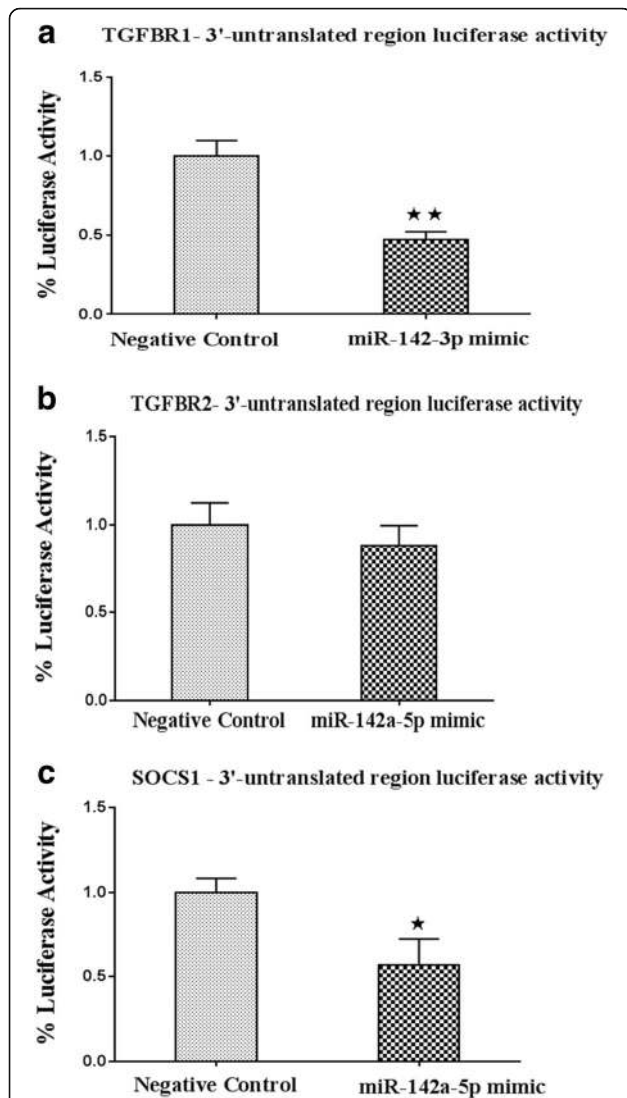 a
TGFBR1- 3'-untranslated region luciferase activity
% Luciferase Activity
1.5
1.0
0.5
0.0
★ ★
Negative Control
miR-142-3p mimic
b
TGFBR2- 3'-untranslated region luciferase activity
% Luciferase Activity
1.5
1.0
0.5
0.0
Negative Control
miR-142a-5p mimic
c
SOCS1 - 3'-untranslated region luciferase activity
% Luciferase Activity
1.5
1.0
0.5
0.0
★
Negative Control
miR-142a-5p mimic